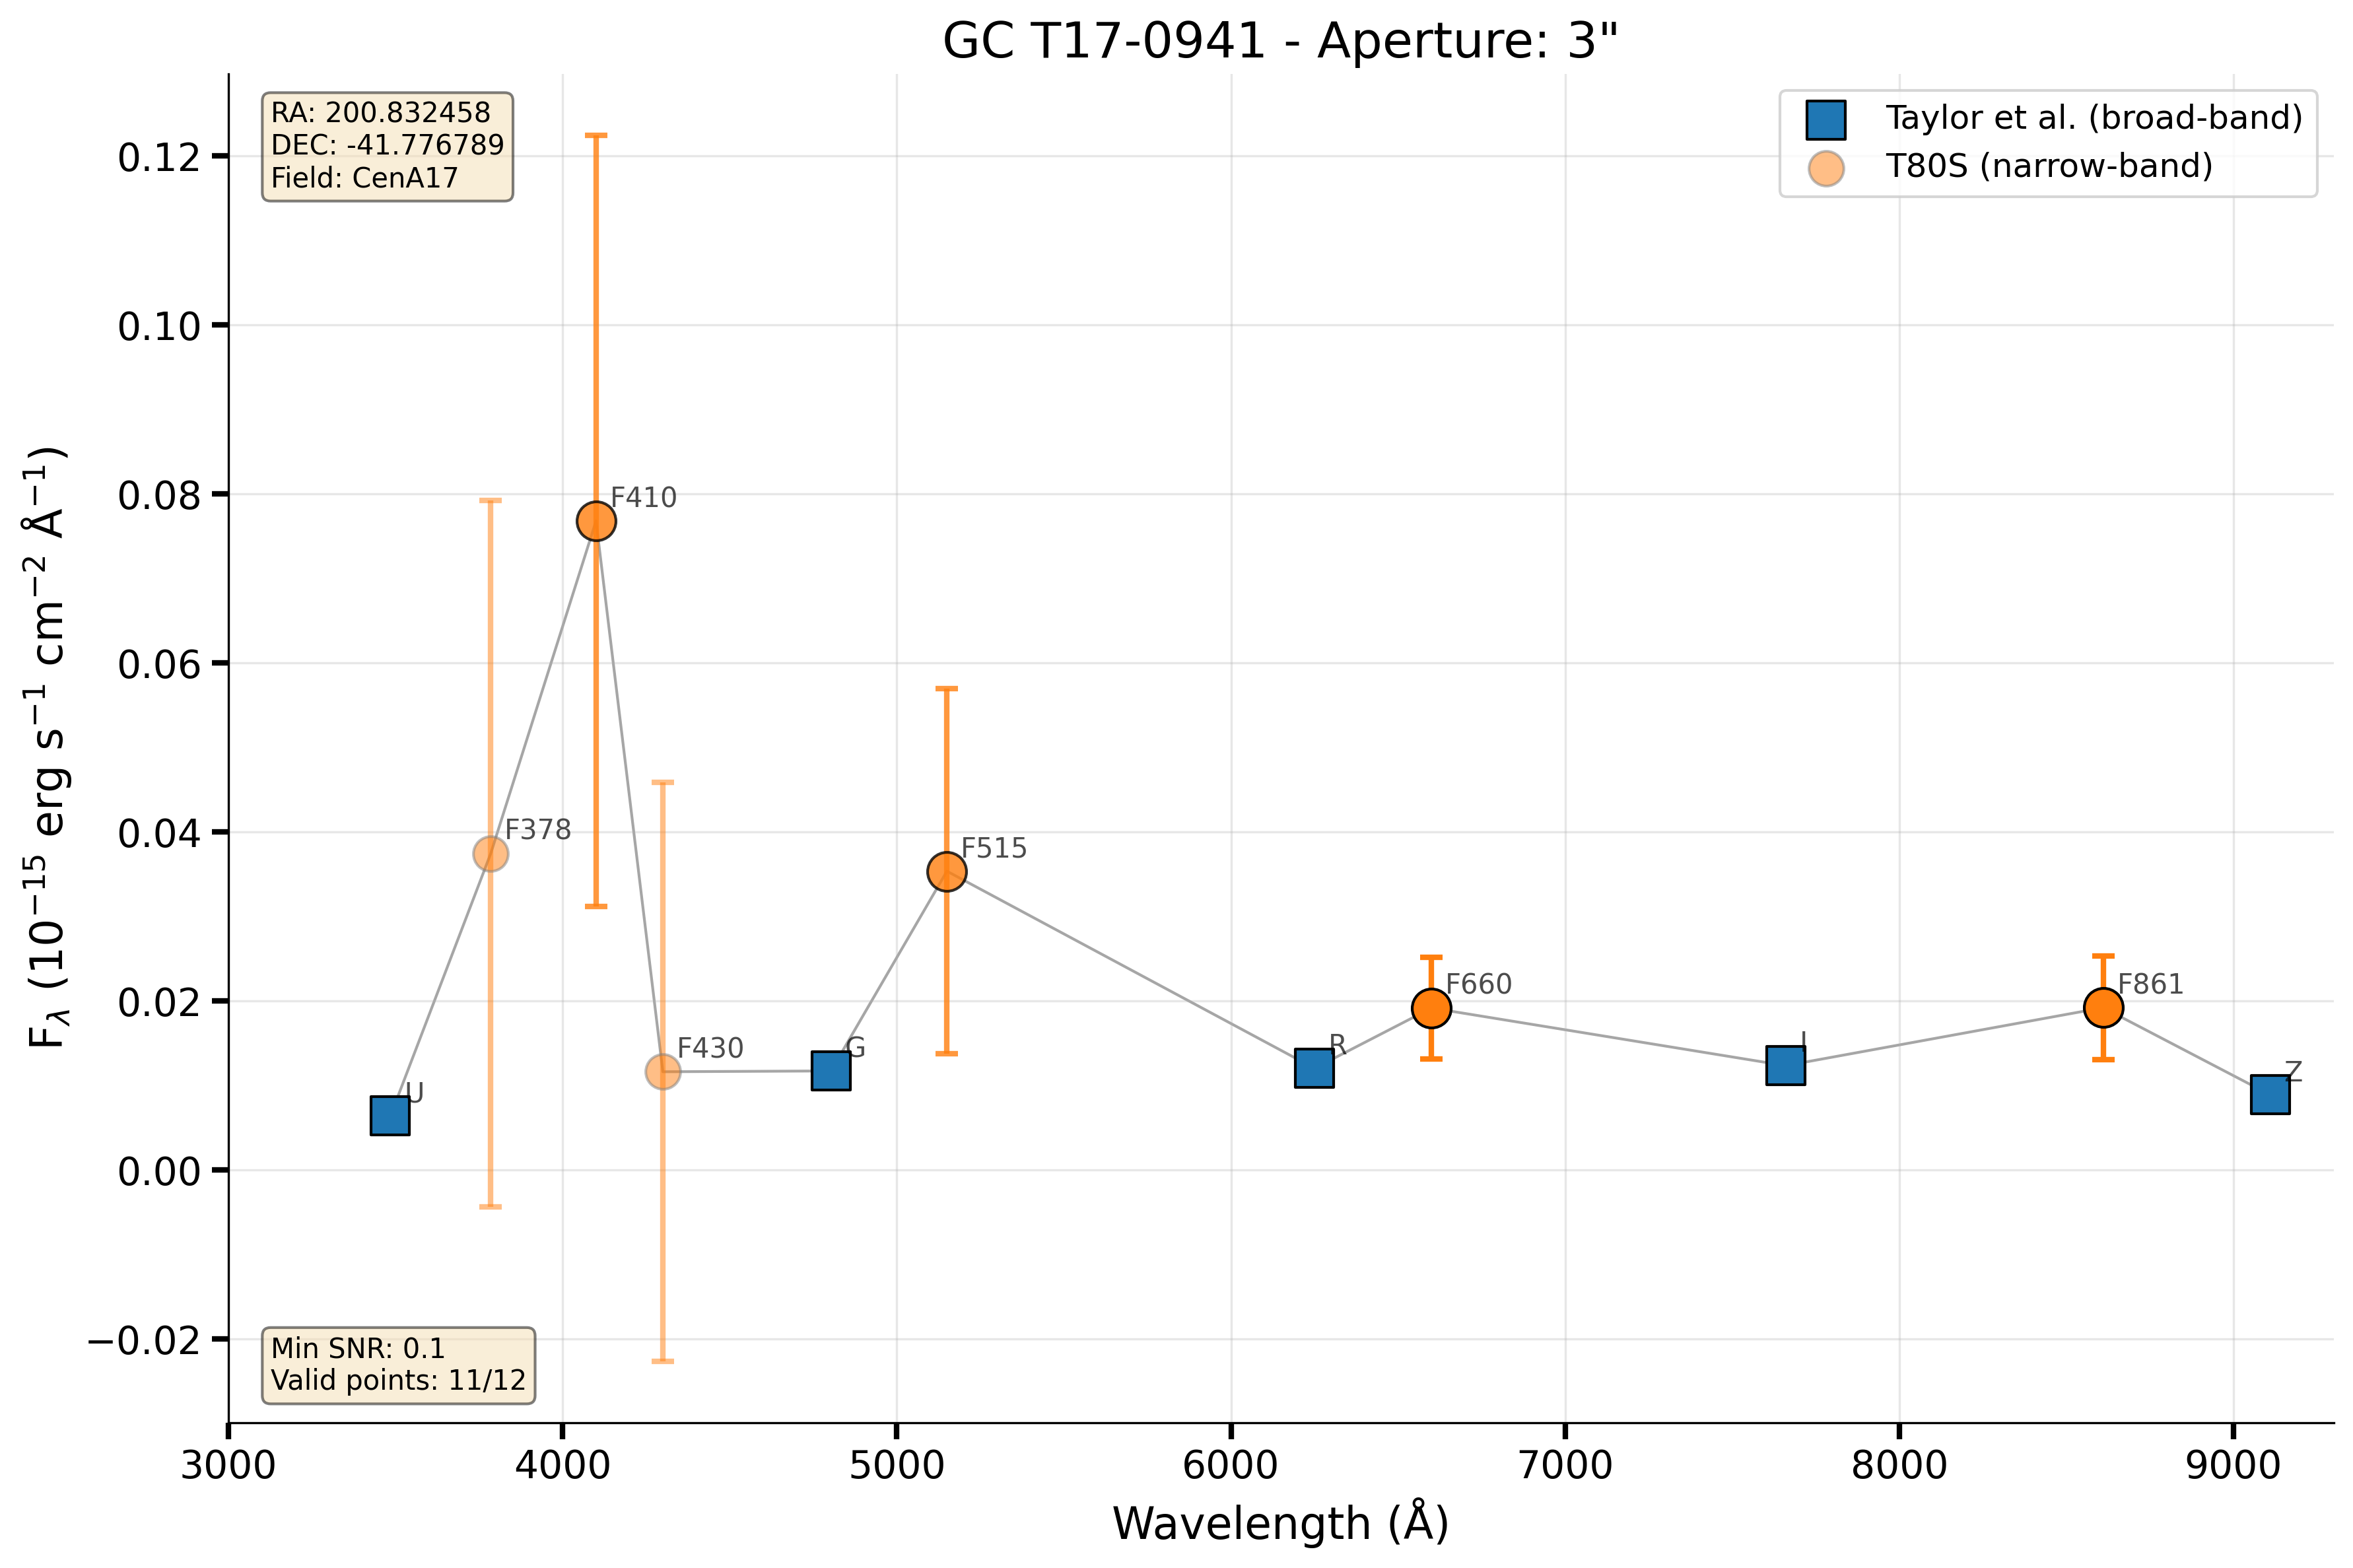 GC T17-0941 - Aperture: 3"
RA: 200.832458
DEC: -41.776789
Field: CenA17
Taylor et al. (broad-band)
T80S (narrow-band)
0.12
0.10
0.08
0.06
0.04
0.02
0.00
−0.02
F_λ (10⁻¹⁵ erg s⁻¹ cm⁻² Å⁻¹)
U
F378
F410
F430
G
F515
R
F660
I
F861
Z
Min SNR: 0.1
Valid points: 11/12
3000 4000 5000 6000 7000 8000 9000
Wavelength (Å)